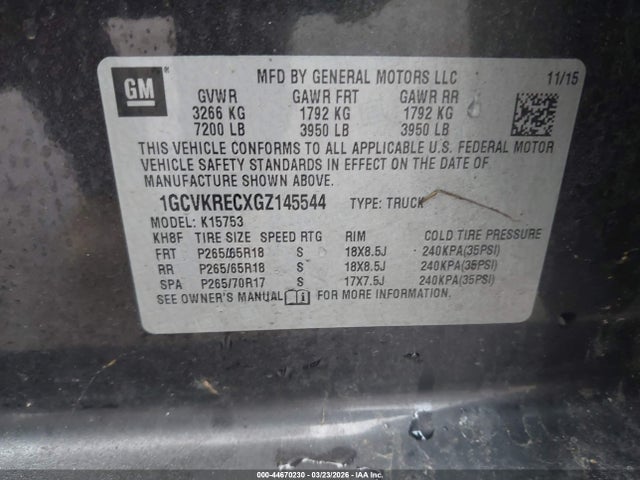 GM®
MFD BY GENERAL MOTORS LLC 11/15
GVWR GAWR FRT GAWR RR
3266 KG 1792 KG 1792 KG
7200 LB 3950 LB 3950 LB
THIS VEHICLE CONFORMS TO ALL APPLICABLE U.S. FEDERAL MOTOR
VEHICLE SAFETY STANDARDS IN EFFECT ON THE DATE OF
MANUFACTURE SHOWN ABOVE.
1GCVKRECXGZ145544 TYPE: TRUCK
MODEL: K15753
KH8F TIRE SIZE SPEED RTG RIM COLD TIRE PRESSURE
FRT P265/65R18 S 18X8.5J 240KPA(35PSI)
RR P265/65R18 S 18X8.5J 240KPA(35PSI)
SPA P265/70R17 S 17X7.5J 240KPA(35PSI)
SEE OWNER'S MANUAL FOR MORE INFORMATION.
000-44670230 - 03/23/2026 - COPYRIGHT IAA, LLC